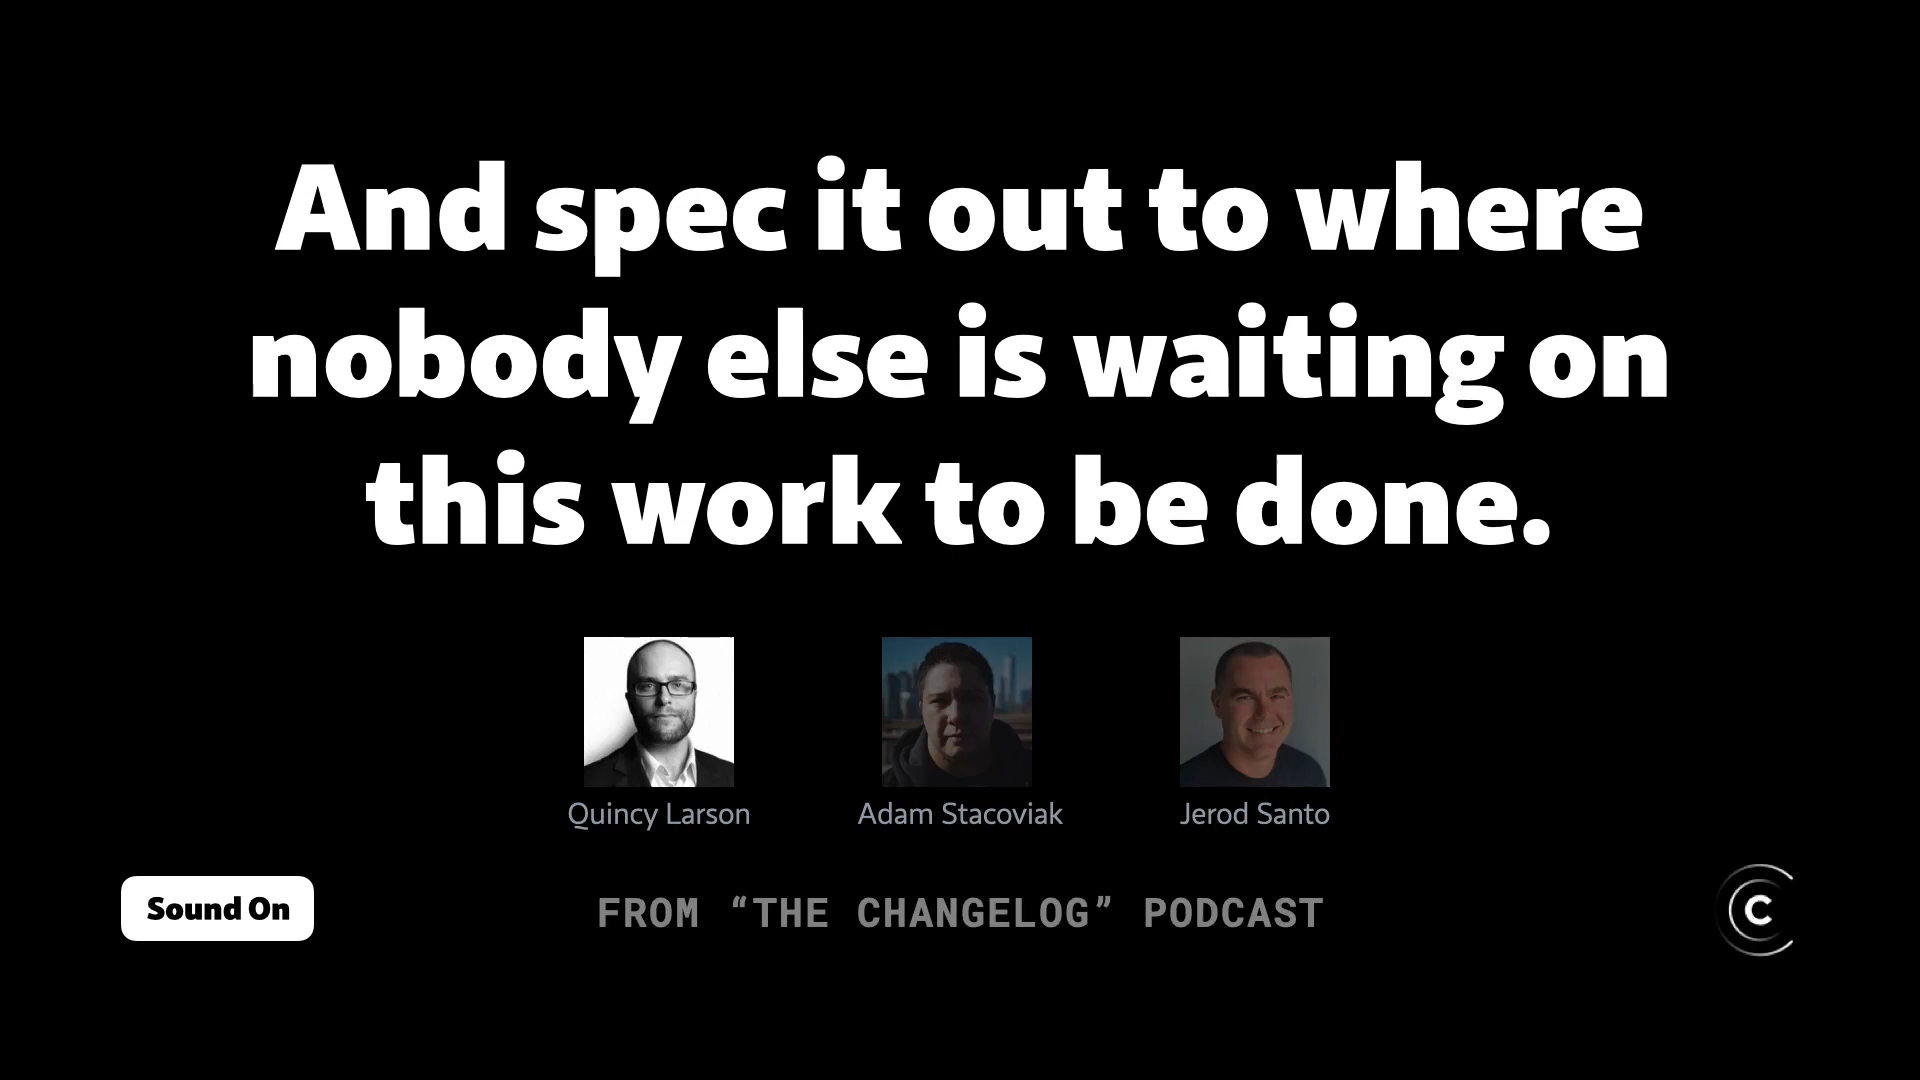 And spec it out to where
nobody else is waiting on
this work to be done.
Quincy Larson
Adam Stacoviak
Jerod Santo
Sound On
FROM “THE CHANGELOG” PODCAST
C